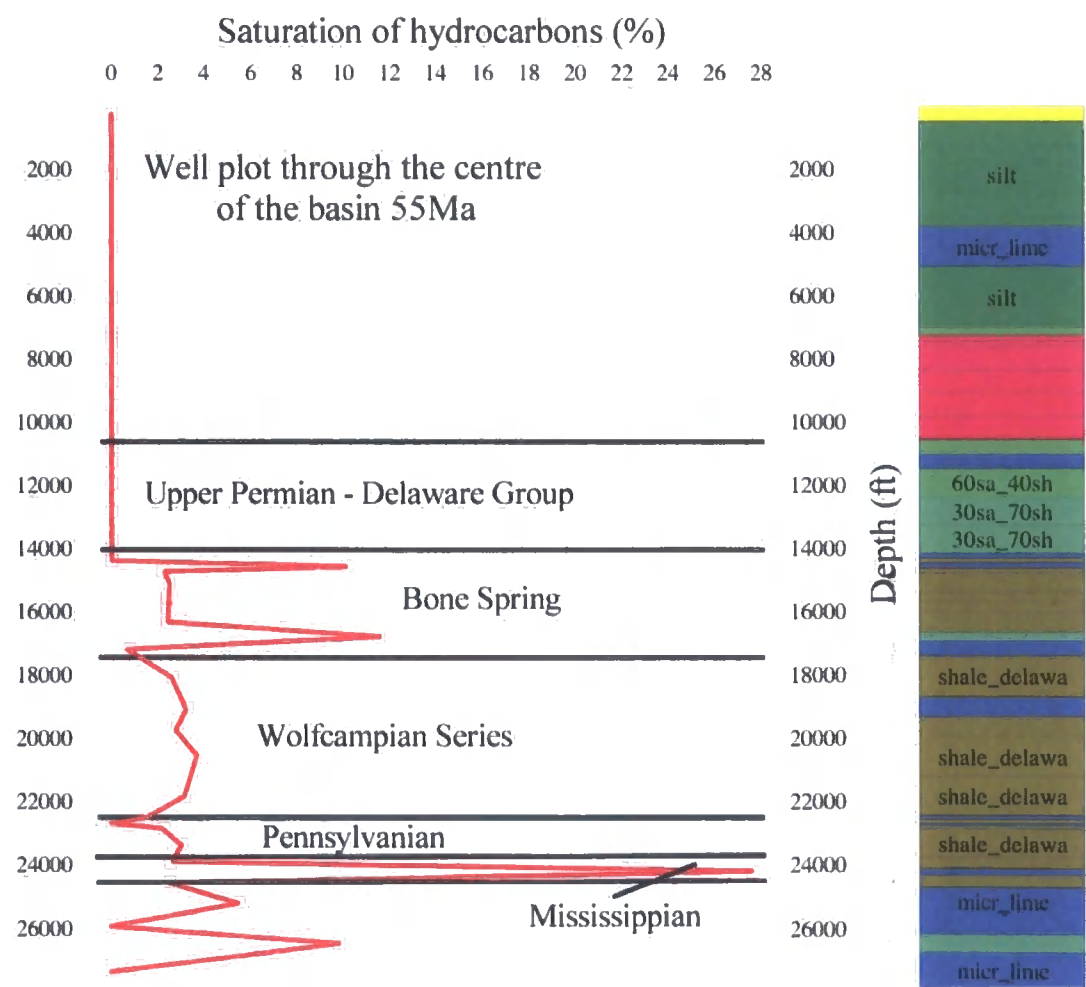 Saturation of hydrocarbons (%)
0 2 4 6 8 10 12 14 16 18 20 22 24 26 28
Well plot through the centre
of the basin 55Ma
2000
4000
6000
8000
10000
12000
14000
16000
18000
20000
22000
24000
26000
Upper Permian - Delaware Group
Bone Spring
Wolfcampian Series
Pennsylvanian
Mississippian
2000
4000
6000
8000
10000
12000
14000
16000
18000
20000
22000
24000
26000
Depth (ft)
silt
micr_lime
silt
60sa_40sh
30sa_70sh
30sa_70sh
shale_delawa
shale_delawa
shale_delawa
shale_delawa
micr_lime
micr_lime